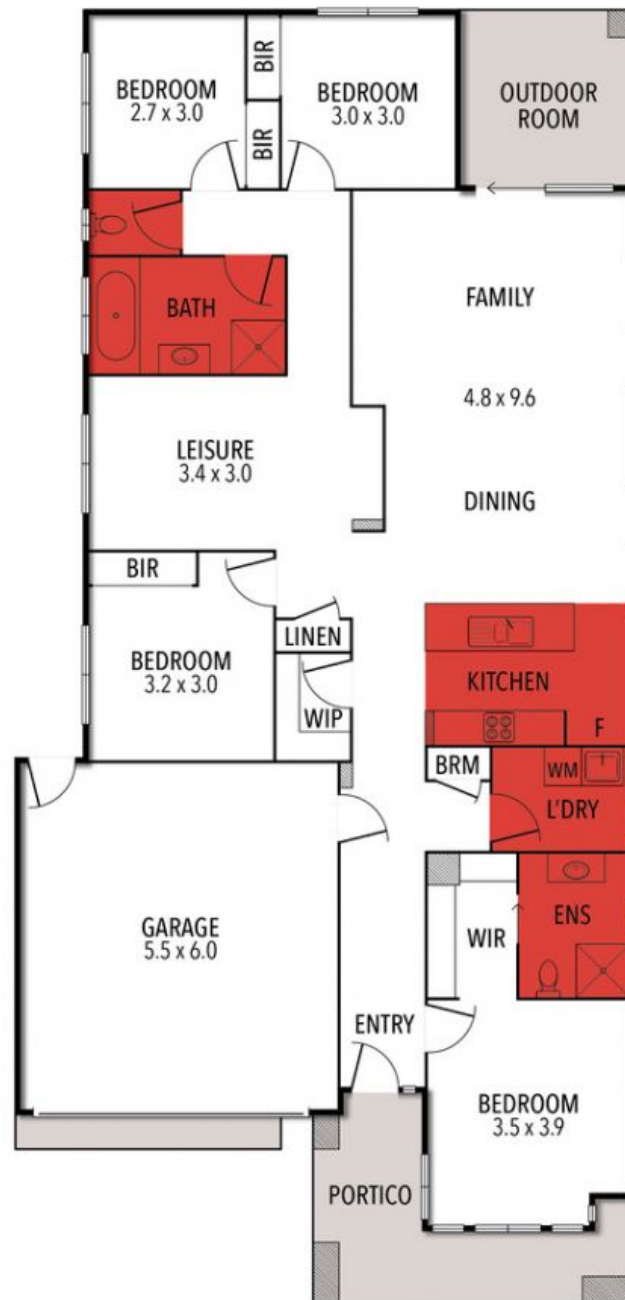 BEDROOM
2.7 x 3.0
BIR
BIR
BEDROOM
3.0 x 3.0
OUTDOOR
ROOM
BATH
FAMILY
4.8 x 9.6
DINING
LEISURE
3.4 x 3.0
BIR
BEDROOM
3.2 x 3.0
LINEN
WIP
KITCHEN
F
BRM
WM
L'DRY
GARAGE
5.5 x 6.0
WIR
ENS
ENTRY
BEDROOM
3.5 x 3.9
PORTICO